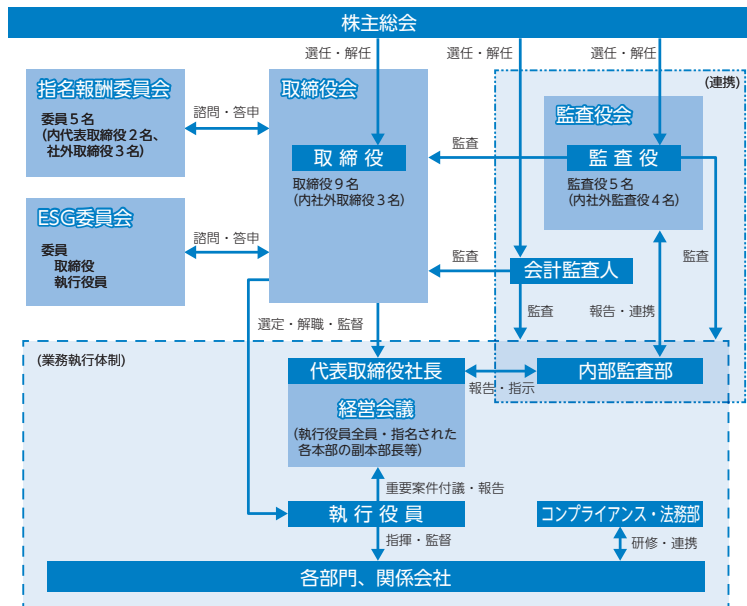 株主総会
選任・解任
選任・解任
選任・解任
(連携)
指名報酬委員会
委員５名
(内代表取締役２名、
社外取締役３名)
諮問・答申
取締役会
取締役
取締役９名
(内社外取締役３名)
監査
監査役会
監査役
監査役５名
(内社外監査役４名)
ESG委員会
委員
取締役
執行役員
諮問・答申
監査
会計監査人
監査
監査
報告・連携
選定・解職・監督
(業務執行体制)
代表取締役社長
報告・指示
内部監査部
経営会議
(執行役員全員・指名された
各本部の副本部長等)
重要案件付議・報告
執行役員
コンプライアンス・法務部
指揮・監督
研修・連携
各部門、関係会社